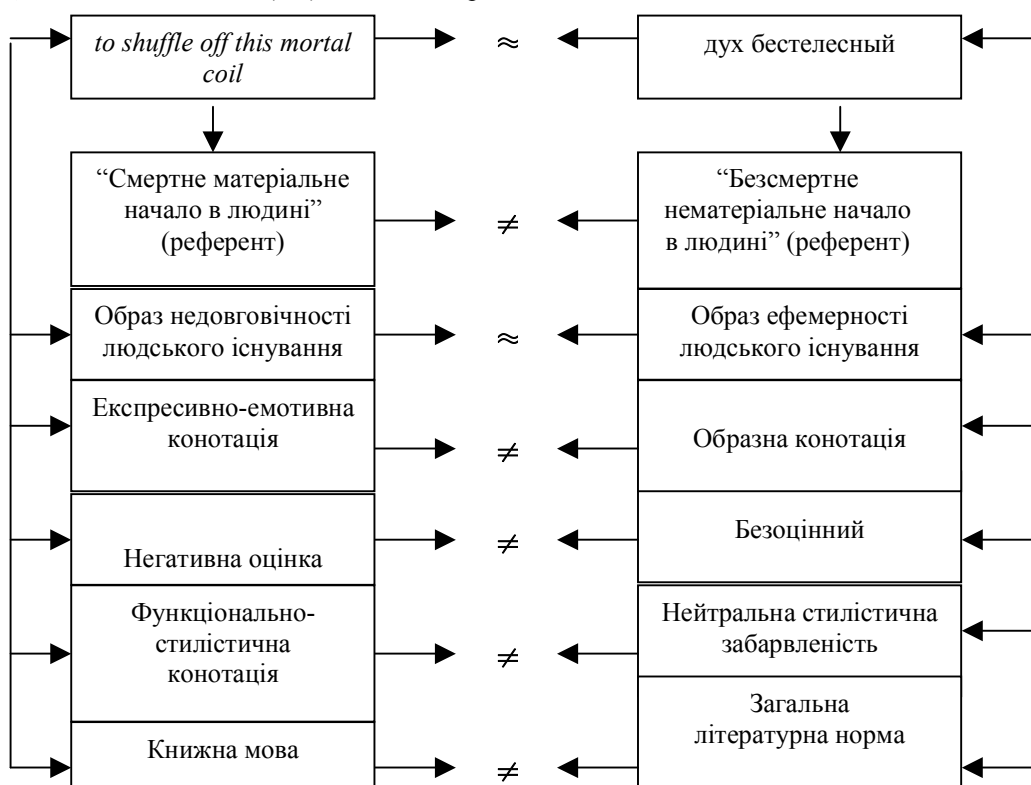 to shuffle off this mortal
coil
≈
дух бестелесный
“Смертне матеріальне
начало в людині”
(референт)
≠
“Безсмертне
нематеріальне начало
в людині” (референт)
Образ недовговічності
людського існування
≈
Образ ефемерності
людського існування
Експресивно-емотивна
конотація
≠
Образна конотація
Негативна оцінка
≠
Безоцінний
Функціонально-
стилістична
конотація
≠
Нейтральна стилістична
забарвленість
Книжна мова
≠
Загальна
літературна норма